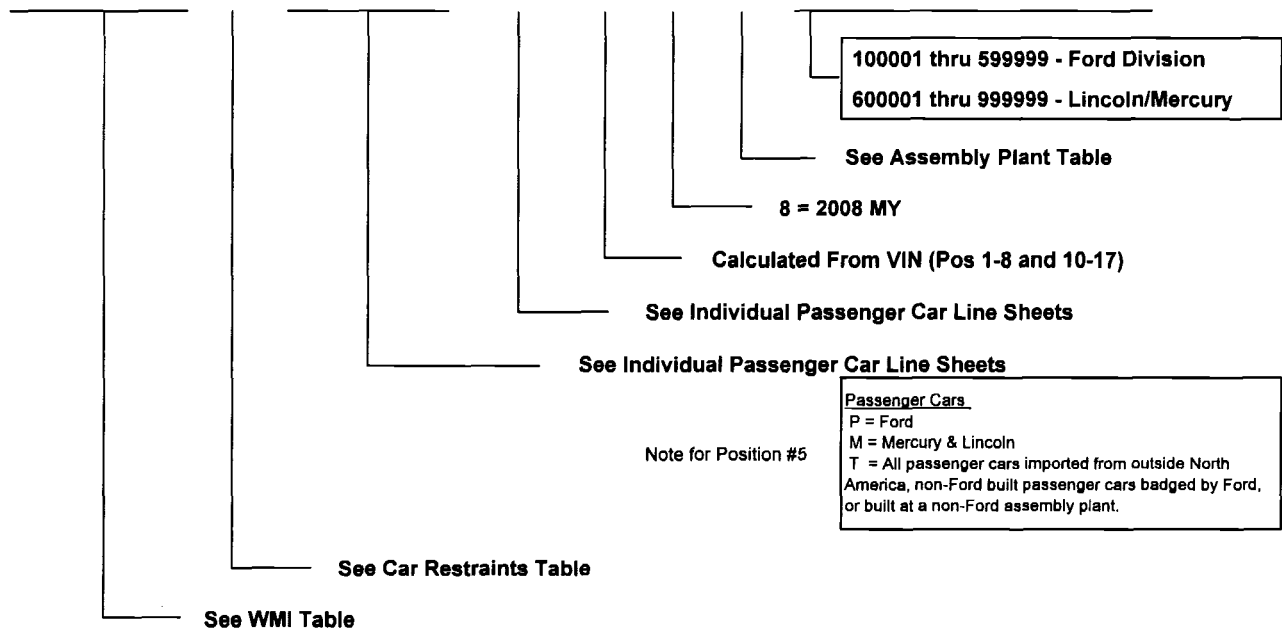 100001 thru 599999 - Ford Division
600001 thru 999999 - Lincoln/Mercury
See Assembly Plant Table
8 = 2008 MY
Calculated From VIN (Pos 1-8 and 10-17)
See Individual Passenger Car Line Sheets
See Individual Passenger Car Line Sheets
Note for Position #5
Passenger Cars
P = Ford
M = Mercury & Lincoln
T = All passenger cars imported from outside North
America, non-Ford built passenger cars badged by Ford,
or built at a non-Ford assembly plant.
See Car Restraints Table
See WMI Table